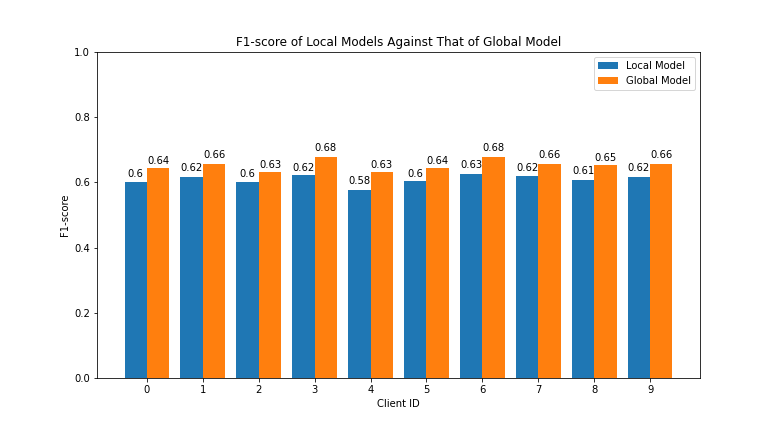 F1-score of Local Models Against That of Global Model
Local Model
Global Model
F1-score
1.0
0.8
0.6
0.4
0.2
0.0
0.6 0.64 0.62 0.66 0.6 0.63 0.62 0.68 0.58 0.63 0.6 0.64 0.63 0.68 0.62 0.66 0.61 0.65 0.62 0.66
0 1 2 3 4 5 6 7 8 9
Client ID